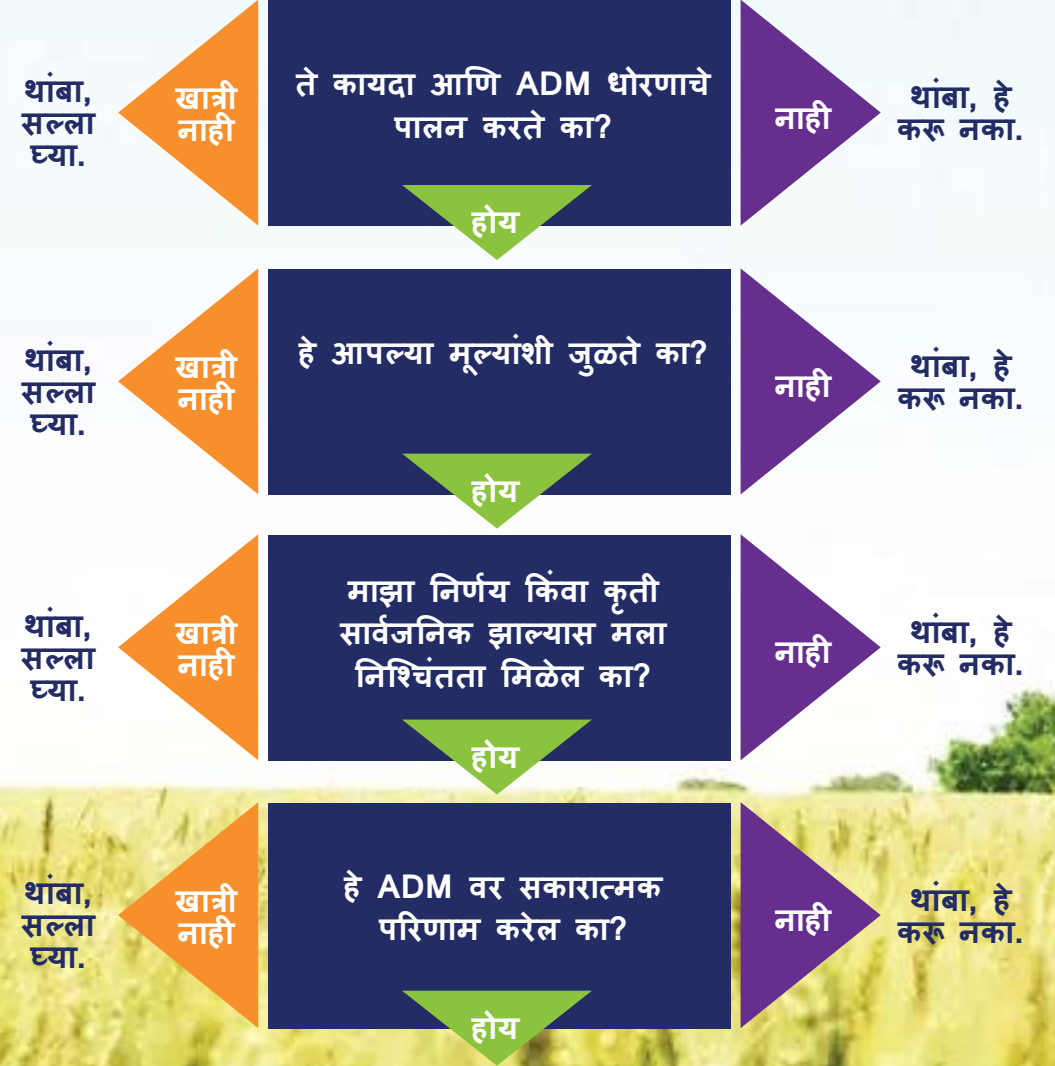 थांबा,
सल्ला
घ्या.
खात्री
नाही
ते कायदा आणि ADM धोरणाचे
पालन करते का?
नाही
थांबा, हे
करू नका.
होय
थांबा,
सल्ला
घ्या.
खात्री
नाही
हे आपल्या मूल्यांशी जुळते का?
नाही
थांबा, हे
करू नका.
होय
थांबा,
सल्ला
घ्या.
खात्री
नाही
माझा निर्णय किंवा कृती
सार्वजनिक झाल्यास मला
निश्चिंतता मिळेल का?
नाही
थांबा, हे
करू नका.
होय
थांबा,
सल्ला
घ्या.
खात्री
नाही
हे ADM वर सकारात्मक
परिणाम करेल का?
नाही
थांबा, हे
करू नका.
होय